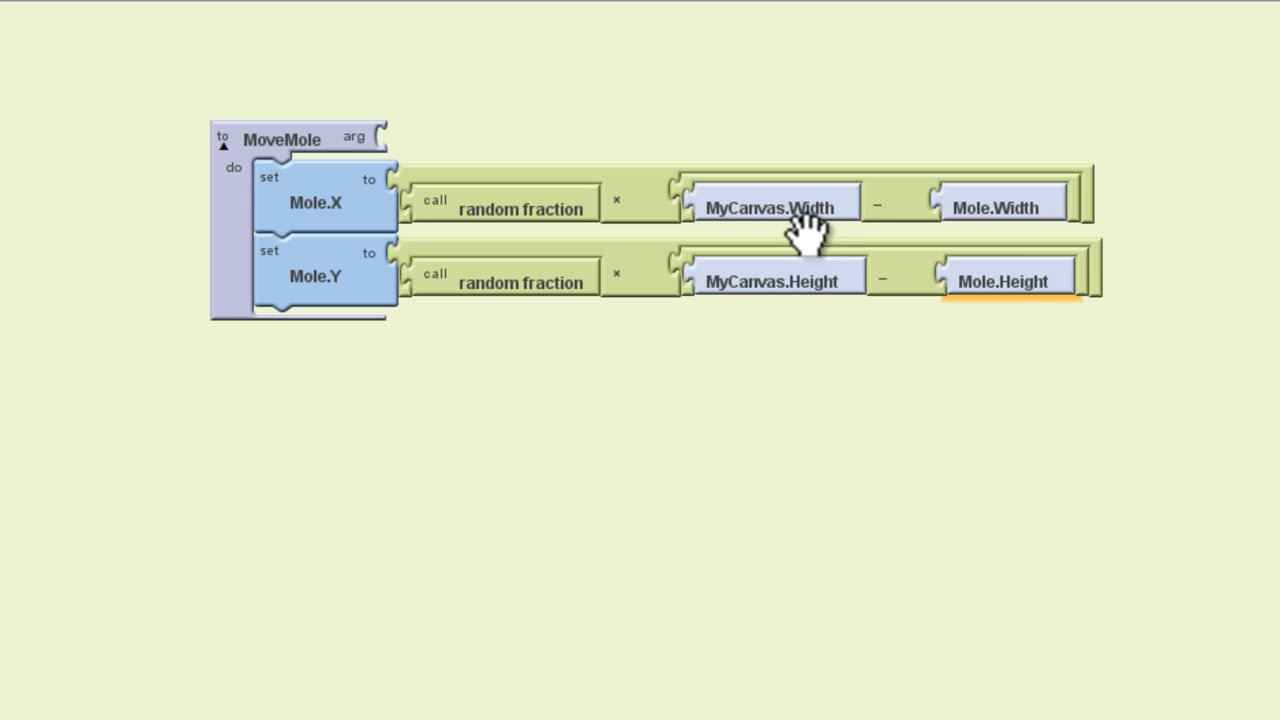 to MoveMole arg
do
set Mole.X to call random fraction × MyCanvas.Width – Mole.Width
set Mole.Y to call random fraction × MyCanvas.Height – Mole.Height